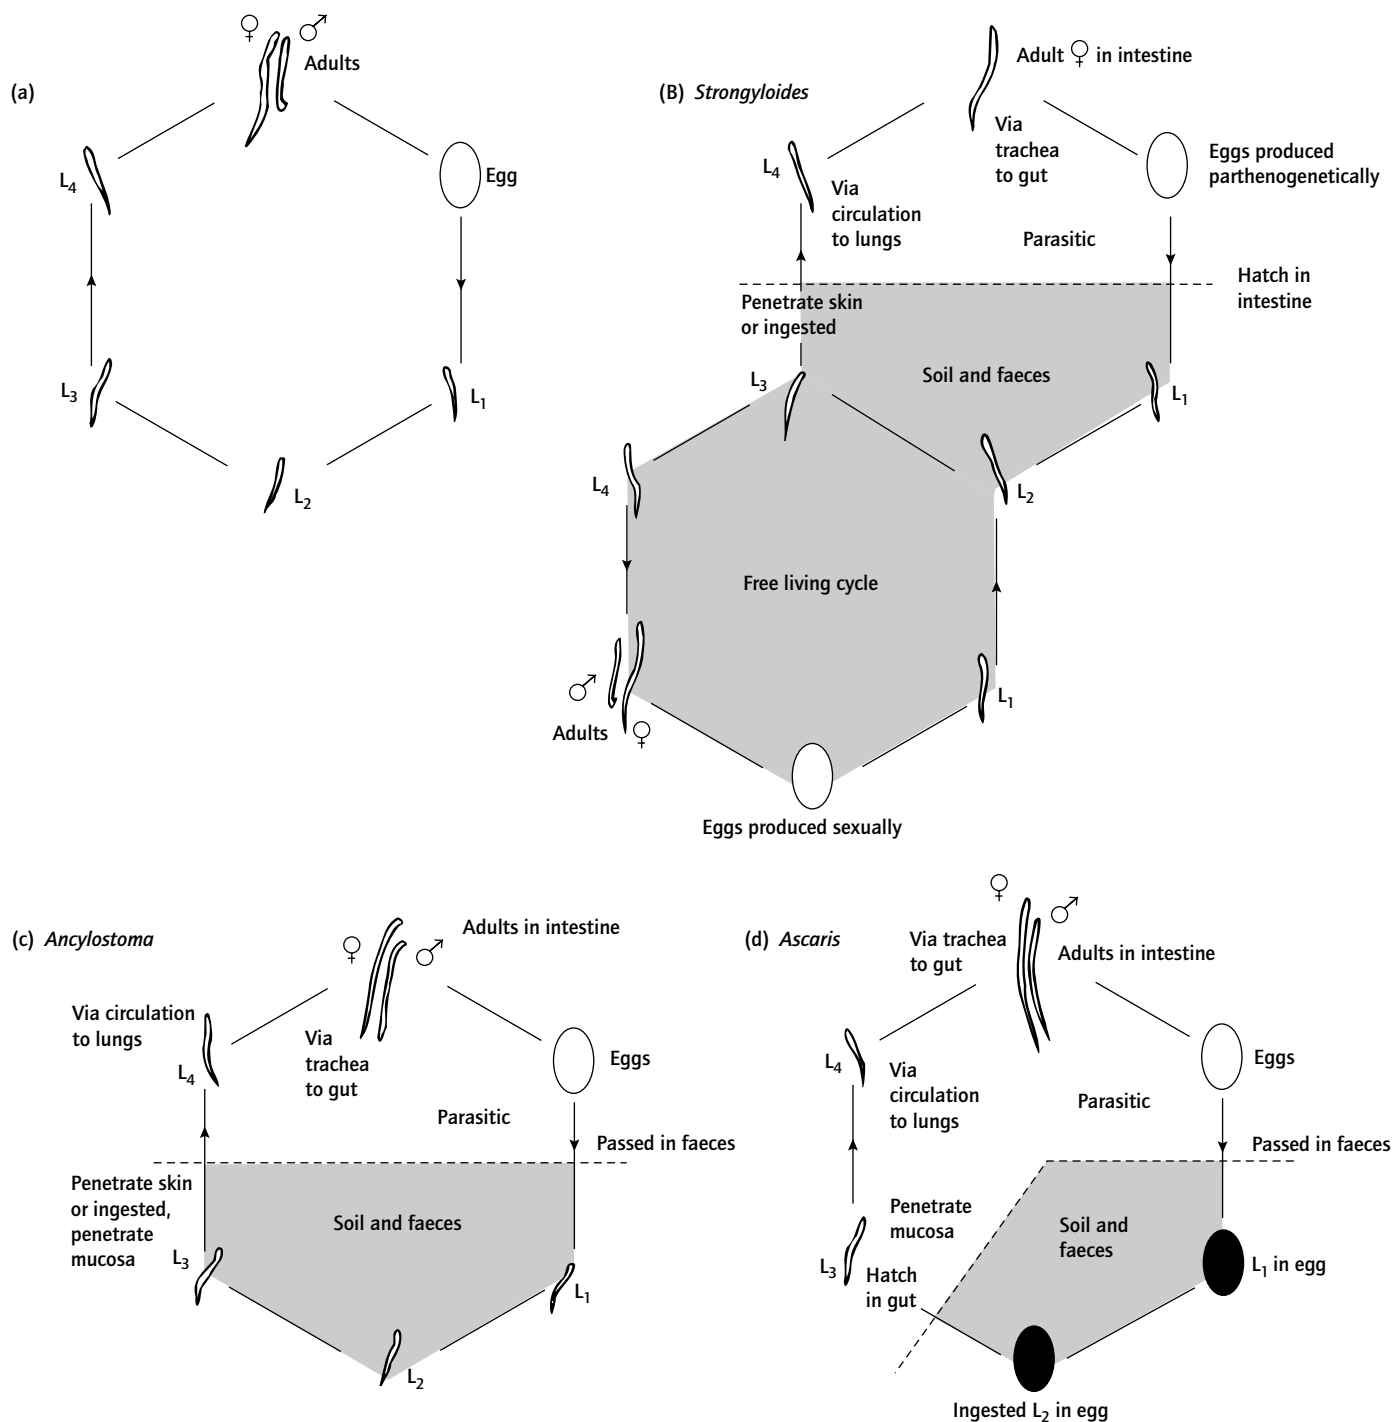 (a)
♀ ♂
Adults
Egg
L₁
L₂
L₃
L₄
(B) Strongyloides
Adult ♀ in intestine
Via
trachea
to gut
Eggs produced
parthenogenetically
L₄
Via
circulation
to lungs
Parasitic
Hatch in
intestine
Penetrate skin
or ingested
Soil and faeces
L₃
L₁
L₂
L₄
Free living cycle
♂
Adults ♀
L₁
Eggs produced sexually
(c) Ancylostoma
♀ ♂
Adults in intestine
Via circulation
to lungs
L₄
Via
trachea
to gut
Eggs
Parasitic
Passed in faeces
Penetrate skin
or ingested,
penetrate
mucosa
Soil and faeces
L₃
L₁
L₂
(d) Ascaris
♀ ♂
Via trachea
to gut
Adults in intestine
L₄
Via
circulation
to lungs
Eggs
Parasitic
Passed in faeces
Penetrate
mucosa
L₃
Hatch
in gut
Soil and
faeces
L₁ in egg
Ingested L₂ in egg